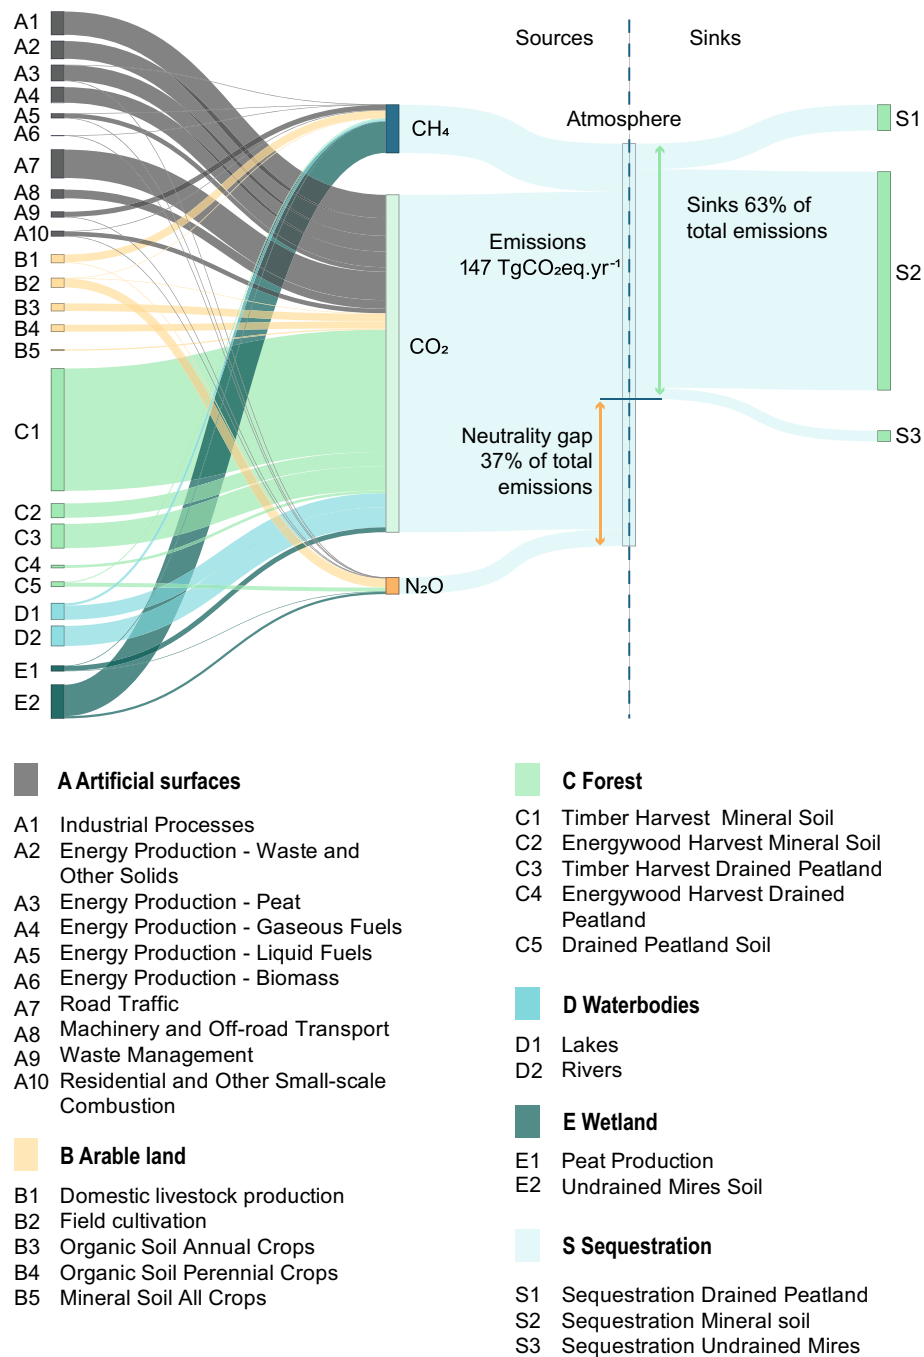 A1
A2
A3
A4
A5
A6
A7
A8
A9
A10
B1
B2
B3
B4
B5
C1
C2
C3
C4
C5
D1
D2
E1
E2
CH₄
CO₂
N₂O
Sources
Sinks
Atmosphere
Emissions
147 TgCO₂eq.yr⁻¹
Neutrality gap
37% of total
emissions
Sinks 63% of
total emissions
S1
S2
S3
A Artificial surfaces
A1 Industrial Processes
A2 Energy Production - Waste and
Other Solids
A3 Energy Production - Peat
A4 Energy Production - Gaseous Fuels
A5 Energy Production - Liquid Fuels
A6 Energy Production - Biomass
A7 Road Traffic
A8 Machinery and Off-road Transport
A9 Waste Management
A10 Residential and Other Small-scale
Combustion
B Arable land
B1 Domestic livestock production
B2 Field cultivation
B3 Organic Soil Annual Crops
B4 Organic Soil Perennial Crops
B5 Mineral Soil All Crops
C Forest
C1 Timber Harvest Mineral Soil
C2 Energywood Harvest Mineral Soil
C3 Timber Harvest Drained Peatland
C4 Energywood Harvest Drained
Peatland
C5 Drained Peatland Soil
D Waterbodies
D1 Lakes
D2 Rivers
E Wetland
E1 Peat Production
E2 Undrained Mires Soil
S Sequestration
S1 Sequestration Drained Peatland
S2 Sequestration Mineral soil
S3 Sequestration Undrained Mires